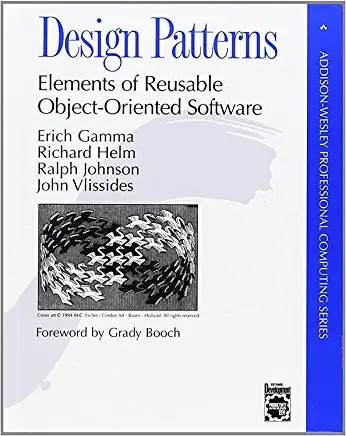 Design Patterns
Elements of Reusable
Object-Oriented Software
Erich Gamma
Richard Helm
Ralph Johnson
John Vlissides
Cover art © 1994 M.C. Escher / Cordon Art - Baarn - Holland. All rights reserved.
Foreword by Grady Booch
ADDISON-WESLEY PROFESSIONAL COMPUTING SERIES